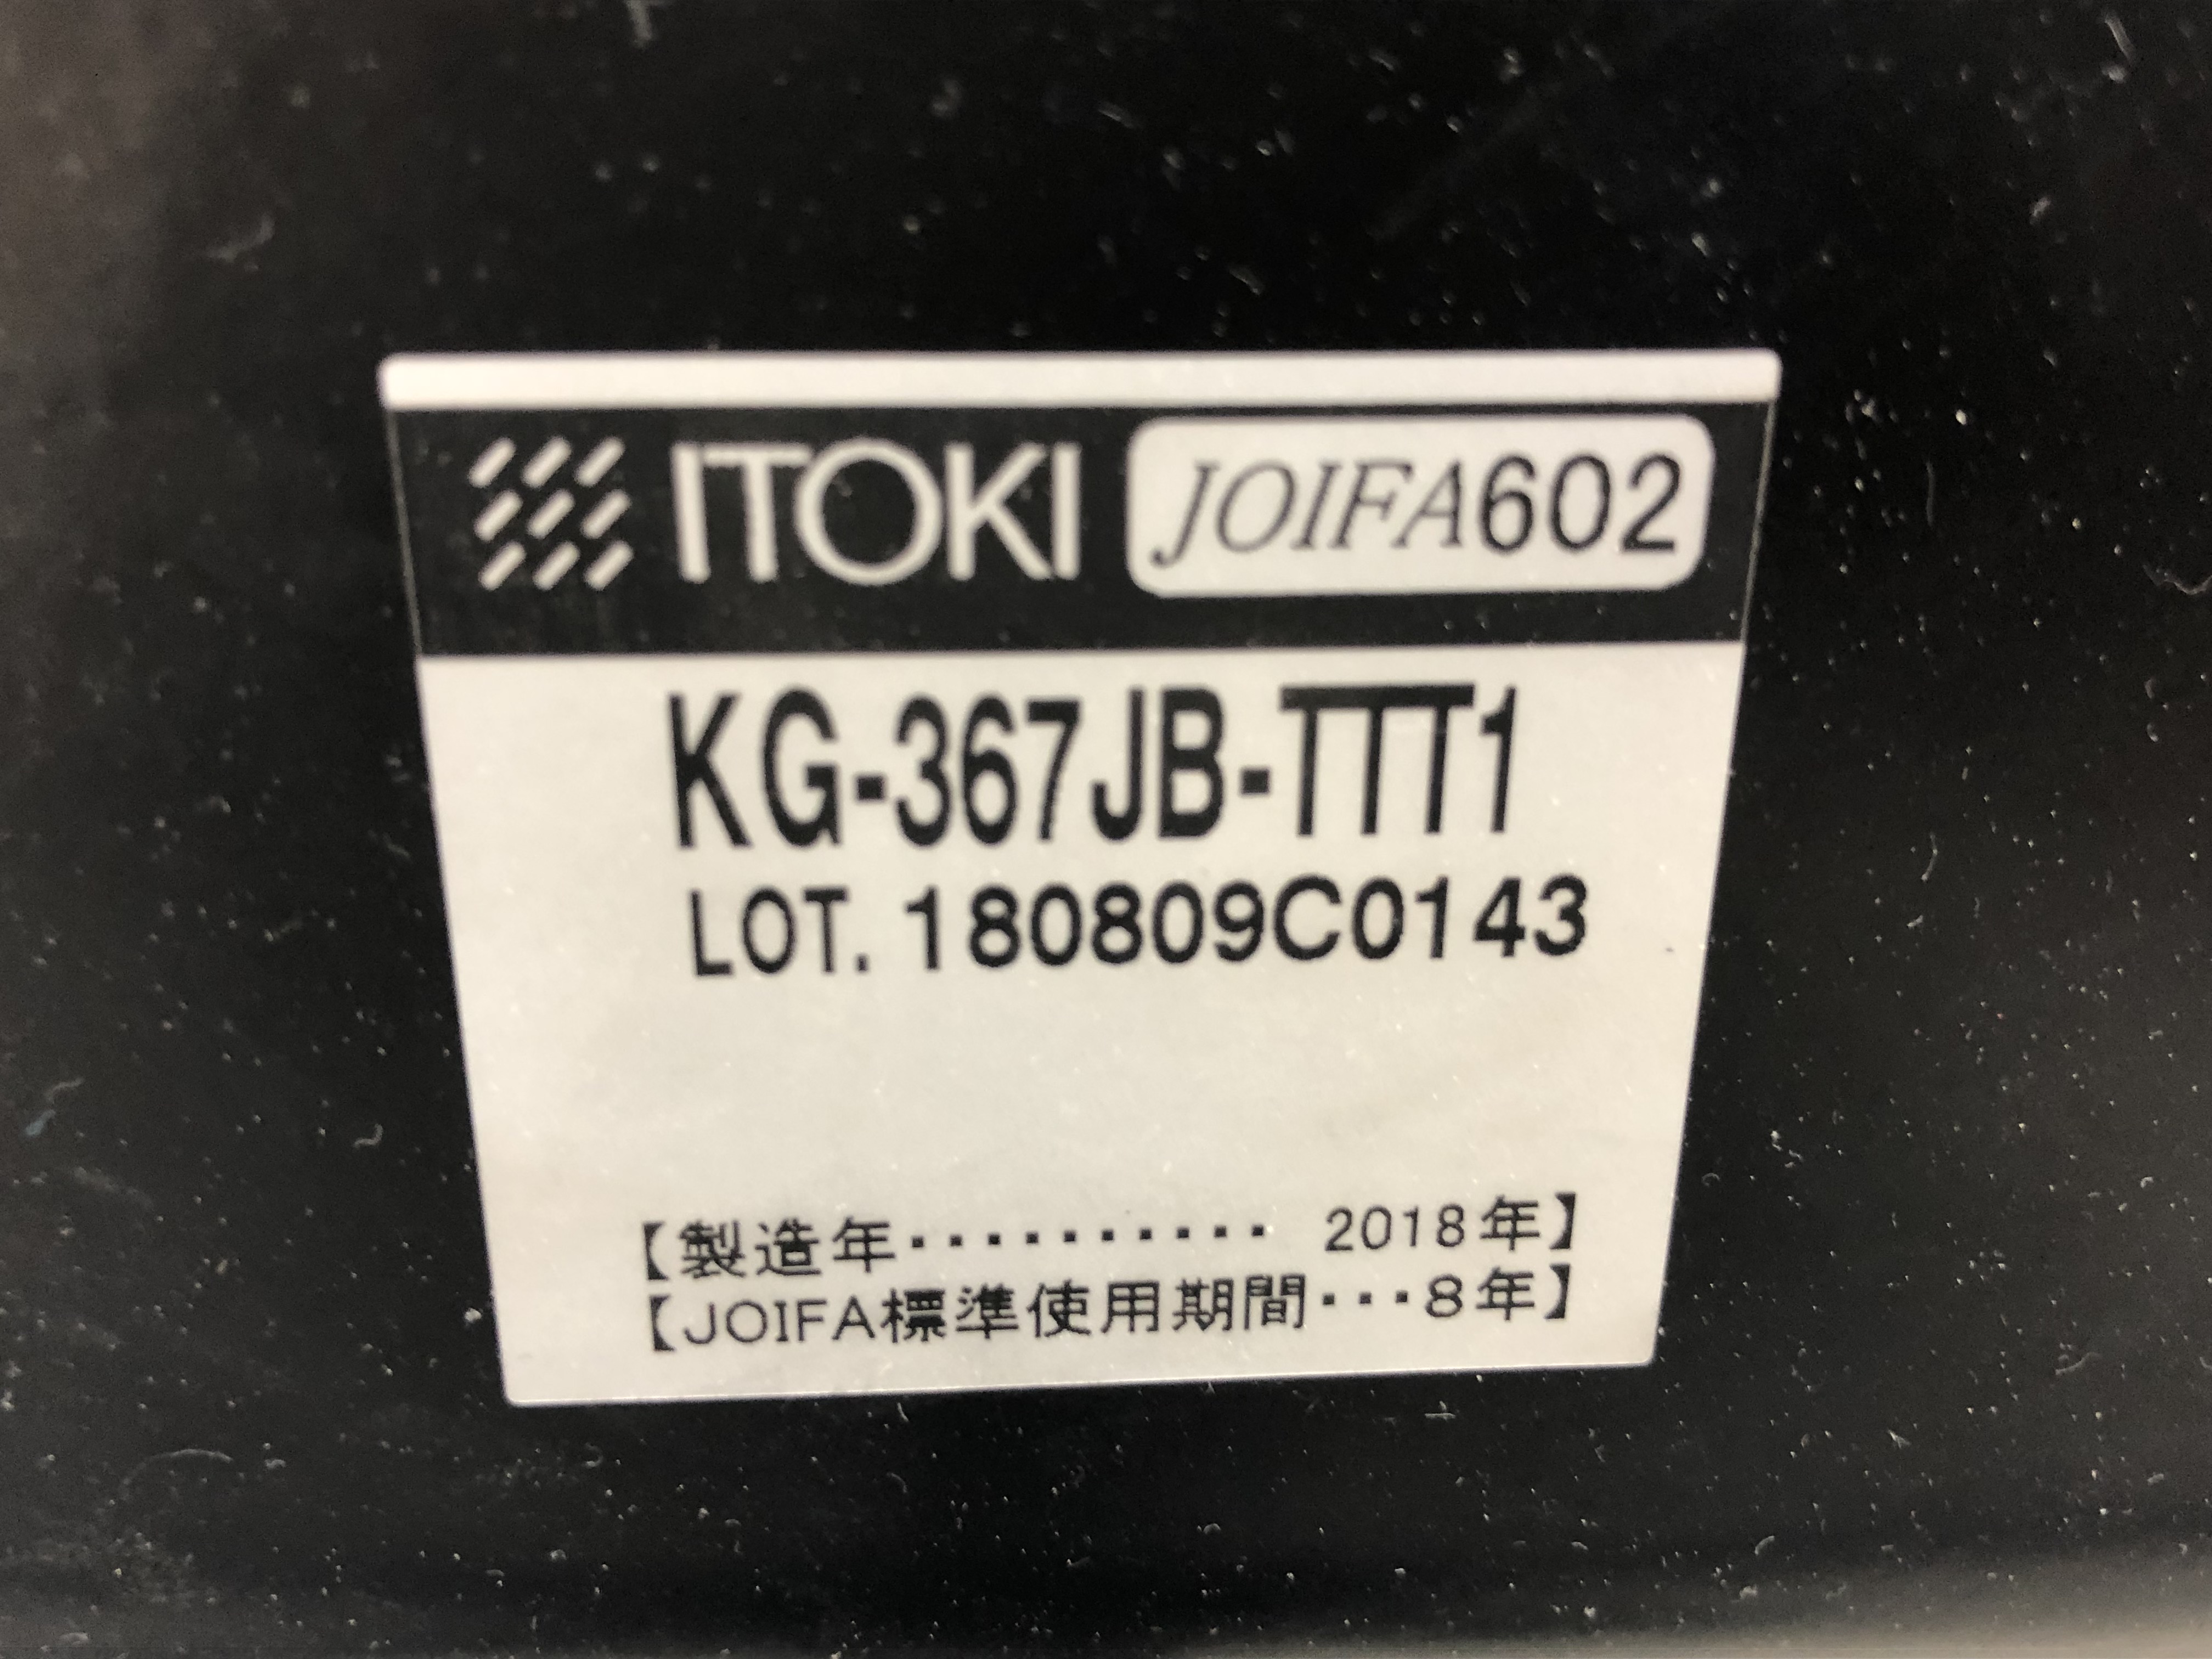 ITOKI JOIFA602
KG-367JB-TTT1
LOT. 180809C0143
【製造年・・・・・・・・・・ 2018年】
【JOIFA標準使用期間・・・8年】